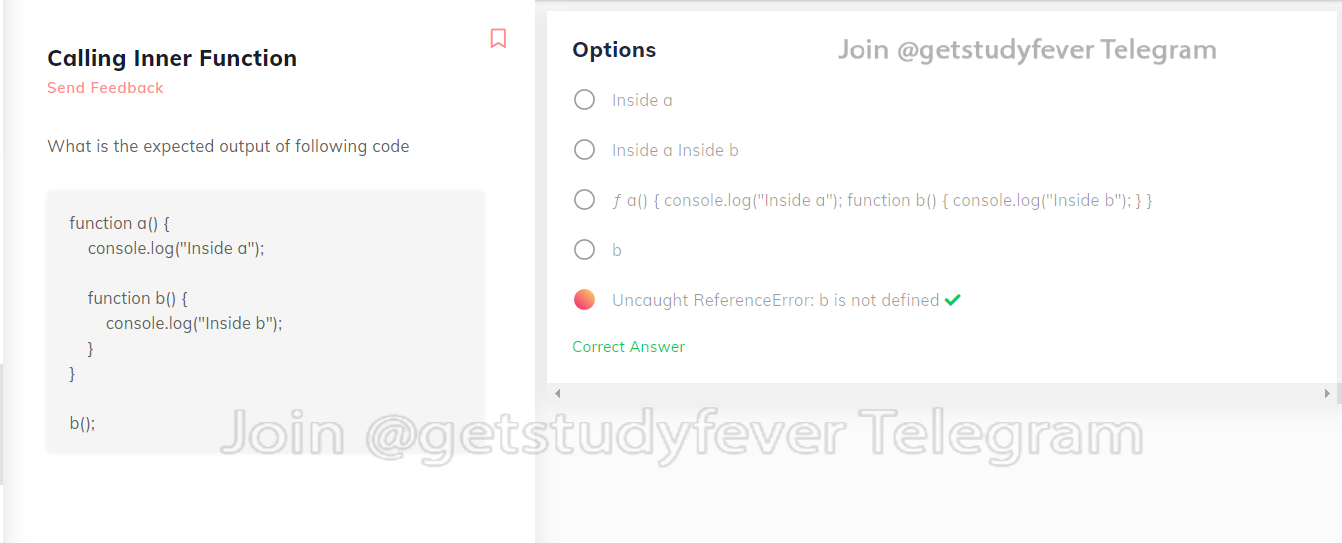 Calling Inner Function
Send Feedback
What is the expected output of following code
function a() {
console.log("Inside a");
function b() {
console.log("Inside b");
}
}
b();
Options
Join @getstudyfever Telegram
Inside a
Inside a Inside b
ƒ a() { console.log("Inside a"); function b() { console.log("Inside b"); } }
b
Uncaught ReferenceError: b is not defined
Correct Answer
Join @getstudyfever Telegram